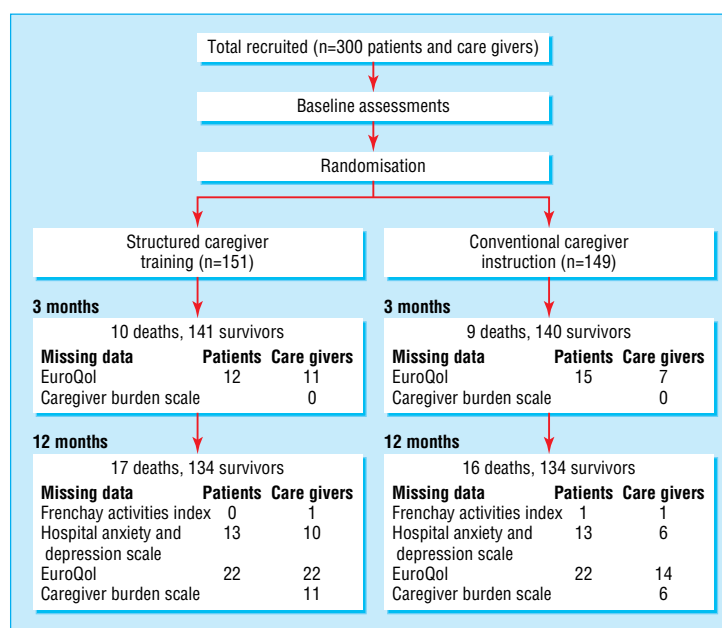 Total recruited (n=300 patients and care givers)
Baseline assessments
Randomisation
Structured caregiver
training (n=151)
3 months
10 deaths, 141 survivors
Missing data Patients Care givers
EuroQol 12 11
Caregiver burden scale 0
12 months
17 deaths, 134 survivors
Missing data Patients Care givers
Frenchay activities index 0 1
Hospital anxiety and 13 10
depression scale
EuroQol 22 22
Caregiver burden scale 11
Conventional caregiver
instruction (n=149)
3 months
9 deaths, 140 survivors
Missing data Patients Care givers
EuroQol 15 7
Caregiver burden scale 0
12 months
16 deaths, 134 survivors
Missing data Patients Care givers
Frenchay activities index 1 1
Hospital anxiety and 13 6
depression scale
EuroQol 22 14
Caregiver burden scale 6